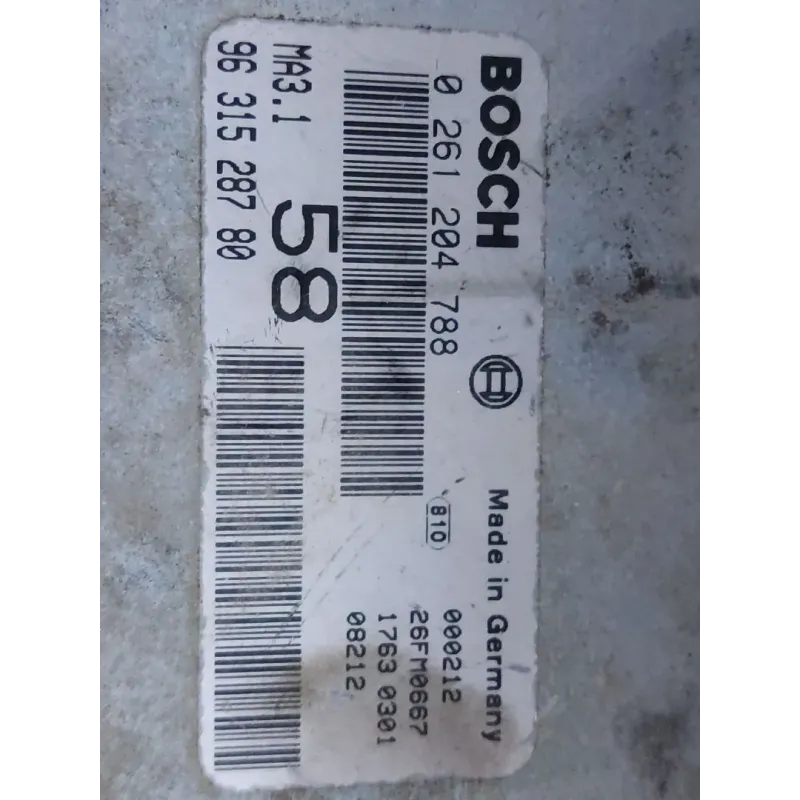 BOSCH
0 261 204 788
MA3.1
58
96 315 287 80
Made in Germany
810
000212
26FM0667
1763 0301
08212